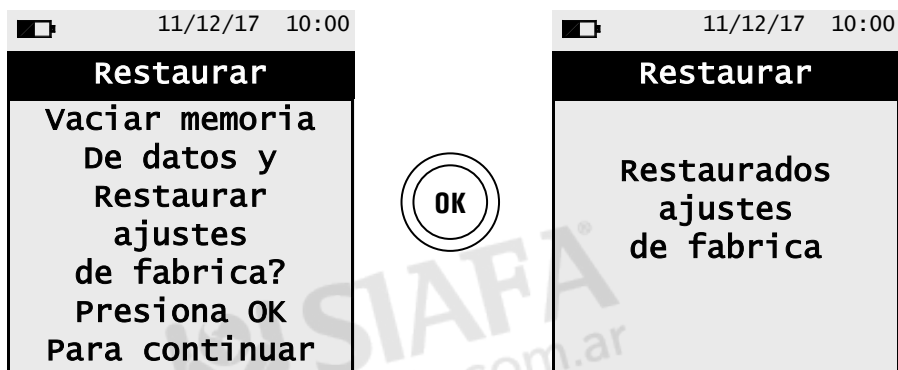 11/12/17 10:00
Restaurar
Vaciar memoria
De datos y
Restaurar
ajustes
de fabrica?
Presiona OK
Para continuar
OK
11/12/17 10:00
Restaurar
Restaurados
ajustes
de fabrica
SIAFA®
com.ar